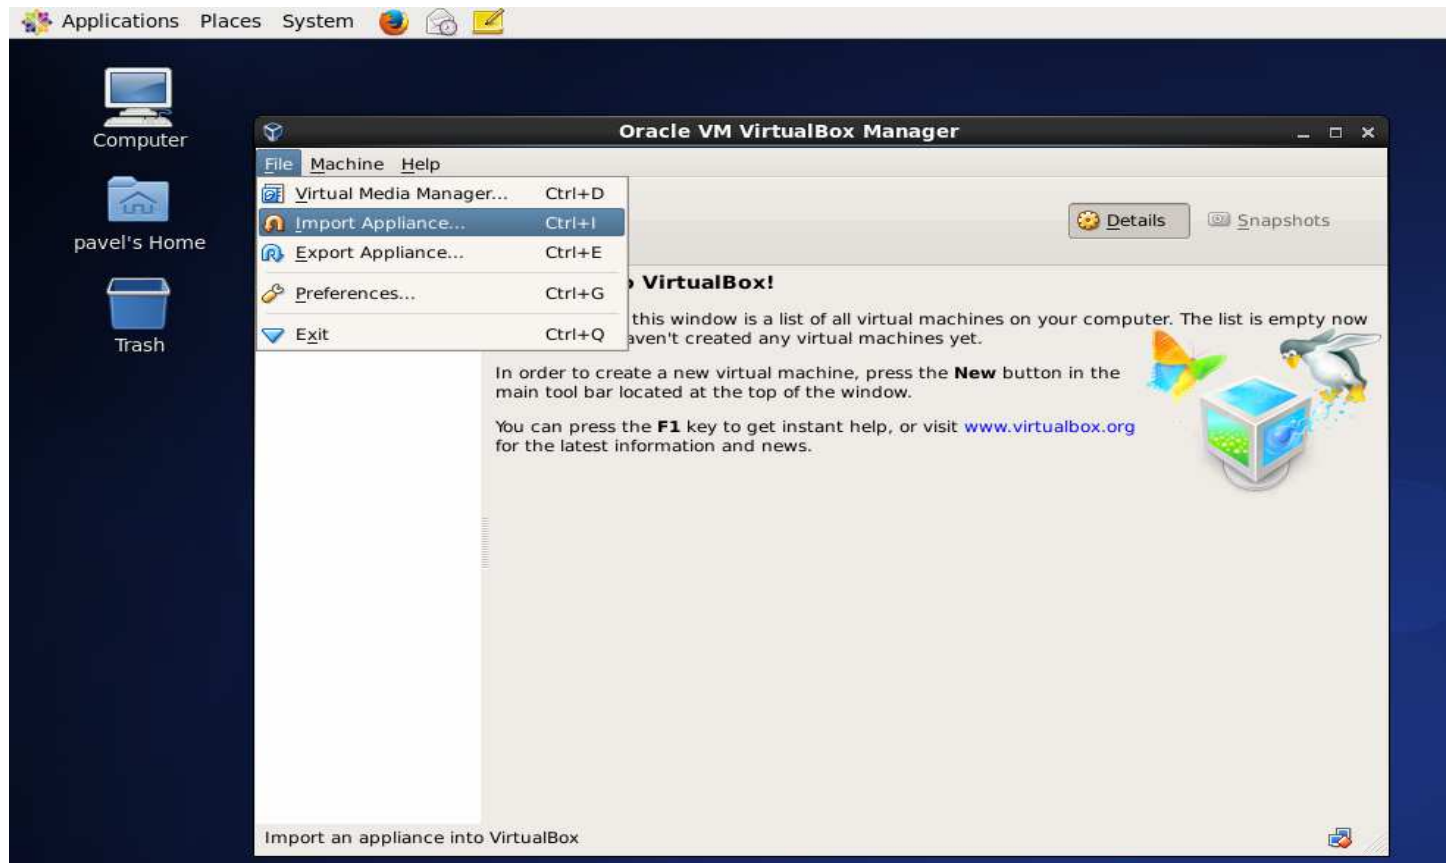 Applications Places System
Computer
pavel's Home
Trash
Oracle VM VirtualBox Manager
File Machine Help
Virtual Media Manager... Ctrl+D
Import Appliance... Ctrl+I
Export Appliance... Ctrl+E
Preferences... Ctrl+G
Exit Ctrl+Q
Details Snapshots
VirtualBox!
this window is a list of all virtual machines on your computer. The list is empty now
aven't created any virtual machines yet.
In order to create a new virtual machine, press the New button in the
main tool bar located at the top of the window.
You can press the F1 key to get instant help, or visit www.virtualbox.org
for the latest information and news.
Import an appliance into VirtualBox